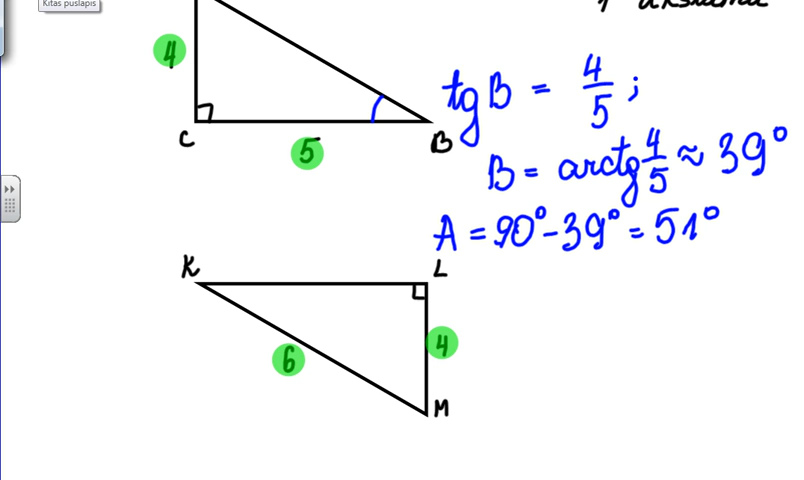 Kitas puslapis
4
tg B = 4/5 ;
C
5
B
B = arctg 4/5 ≈ 39°
A = 90° - 39° = 51°
K
L
6
4
M